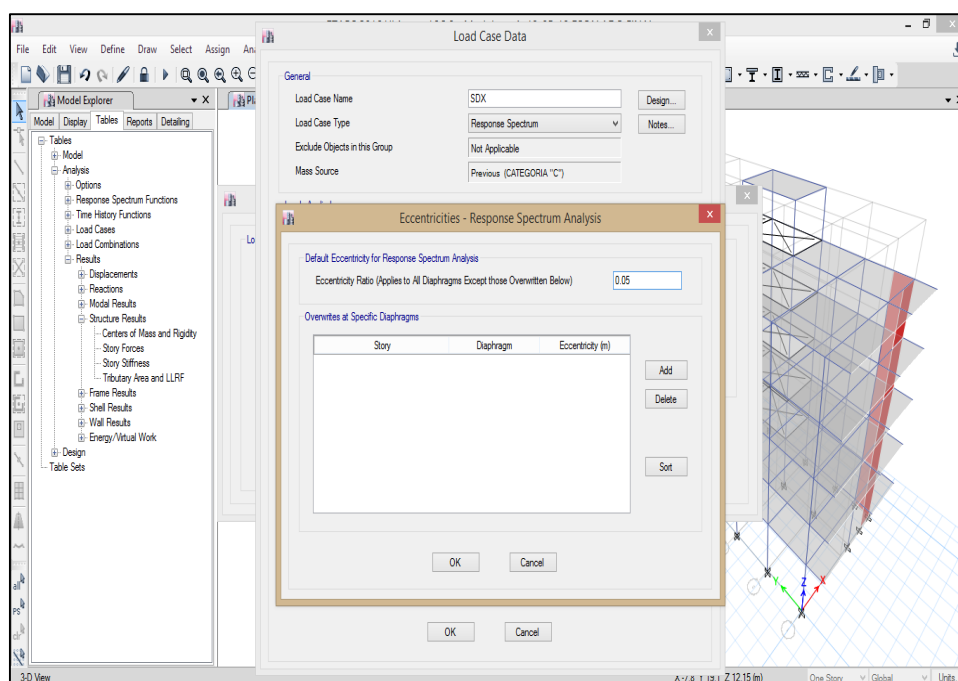 Load Case Data
x
File Edit View Define Draw Select Assign
Model Explorer
Model Display Tables Reports Detailing
Tables
Model
Analysis
Options
Response Spectrum Functions
Time History Functions
Load Cases
Load Combinations
Results
Displacements
Reactions
Modal Results
Structure Results
Centers of Mass and Rigidity
Story Forces
Story Stiffness
Tributary Area and LLRF
Frame Results
Shell Results
Wall Results
Energy/Virtual Work
Design
Table Sets
General
Load Case Name SDX Design...
Load Case Type Response Spectrum Notes...
Exclude Objects in this Group Not Applicable
Mass Source Previous (CATEGORIA "C")
x
Eccentricities - Response Spectrum Analysis
x
Default Eccentricity for Response Spectrum Analysis
Eccentricity Ratio (Applies to All Diaphragms Except those Overwritten Below) 0.05
Overwrites at Specific Diaphragms
Story Diaphragm Eccentricity (m)
Add
Delete
Sort
OK Cancel
OK Cancel
Z
Y X
all
PS
3-D View
Z 12.15 (m) One Story Global Units